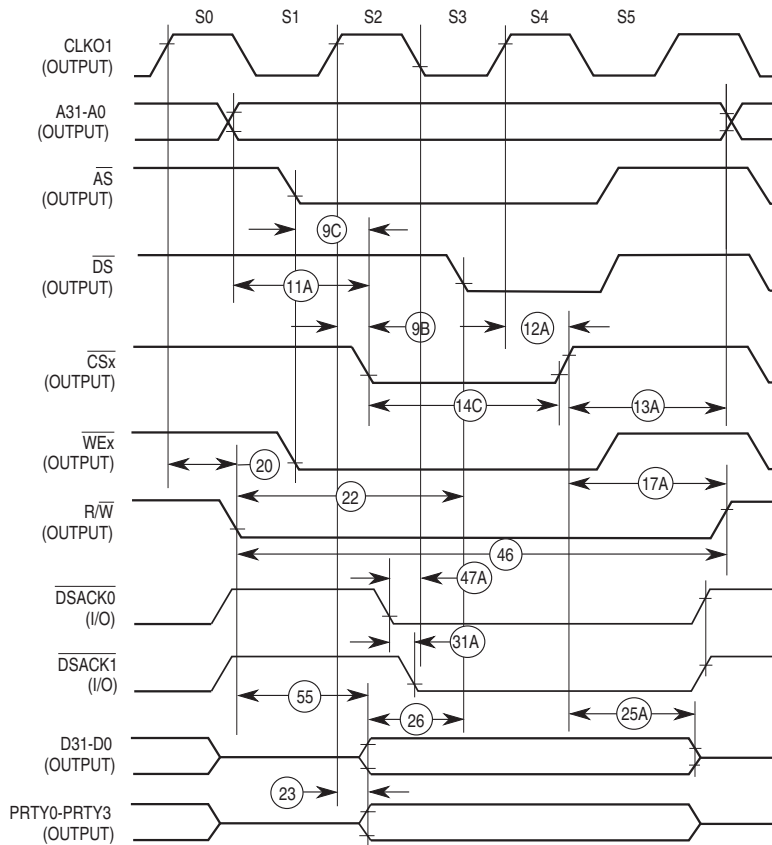 S0 S1 S2 S3 S4 S5
CLKO1
(OUTPUT)
A31-A0
(OUTPUT)
AS
(OUTPUT)
9C
DS
(OUTPUT)
11A
9B
12A
CSx
(OUTPUT)
14C
13A
WEx
(OUTPUT)
20
17A
22
R/W
(OUTPUT)
46
47A
DSACK0
(I/O)
31A
DSACK1
(I/O)
55
26
25A
D31-D0
(OUTPUT)
23
PRTY0-PRTY3
(OUTPUT)